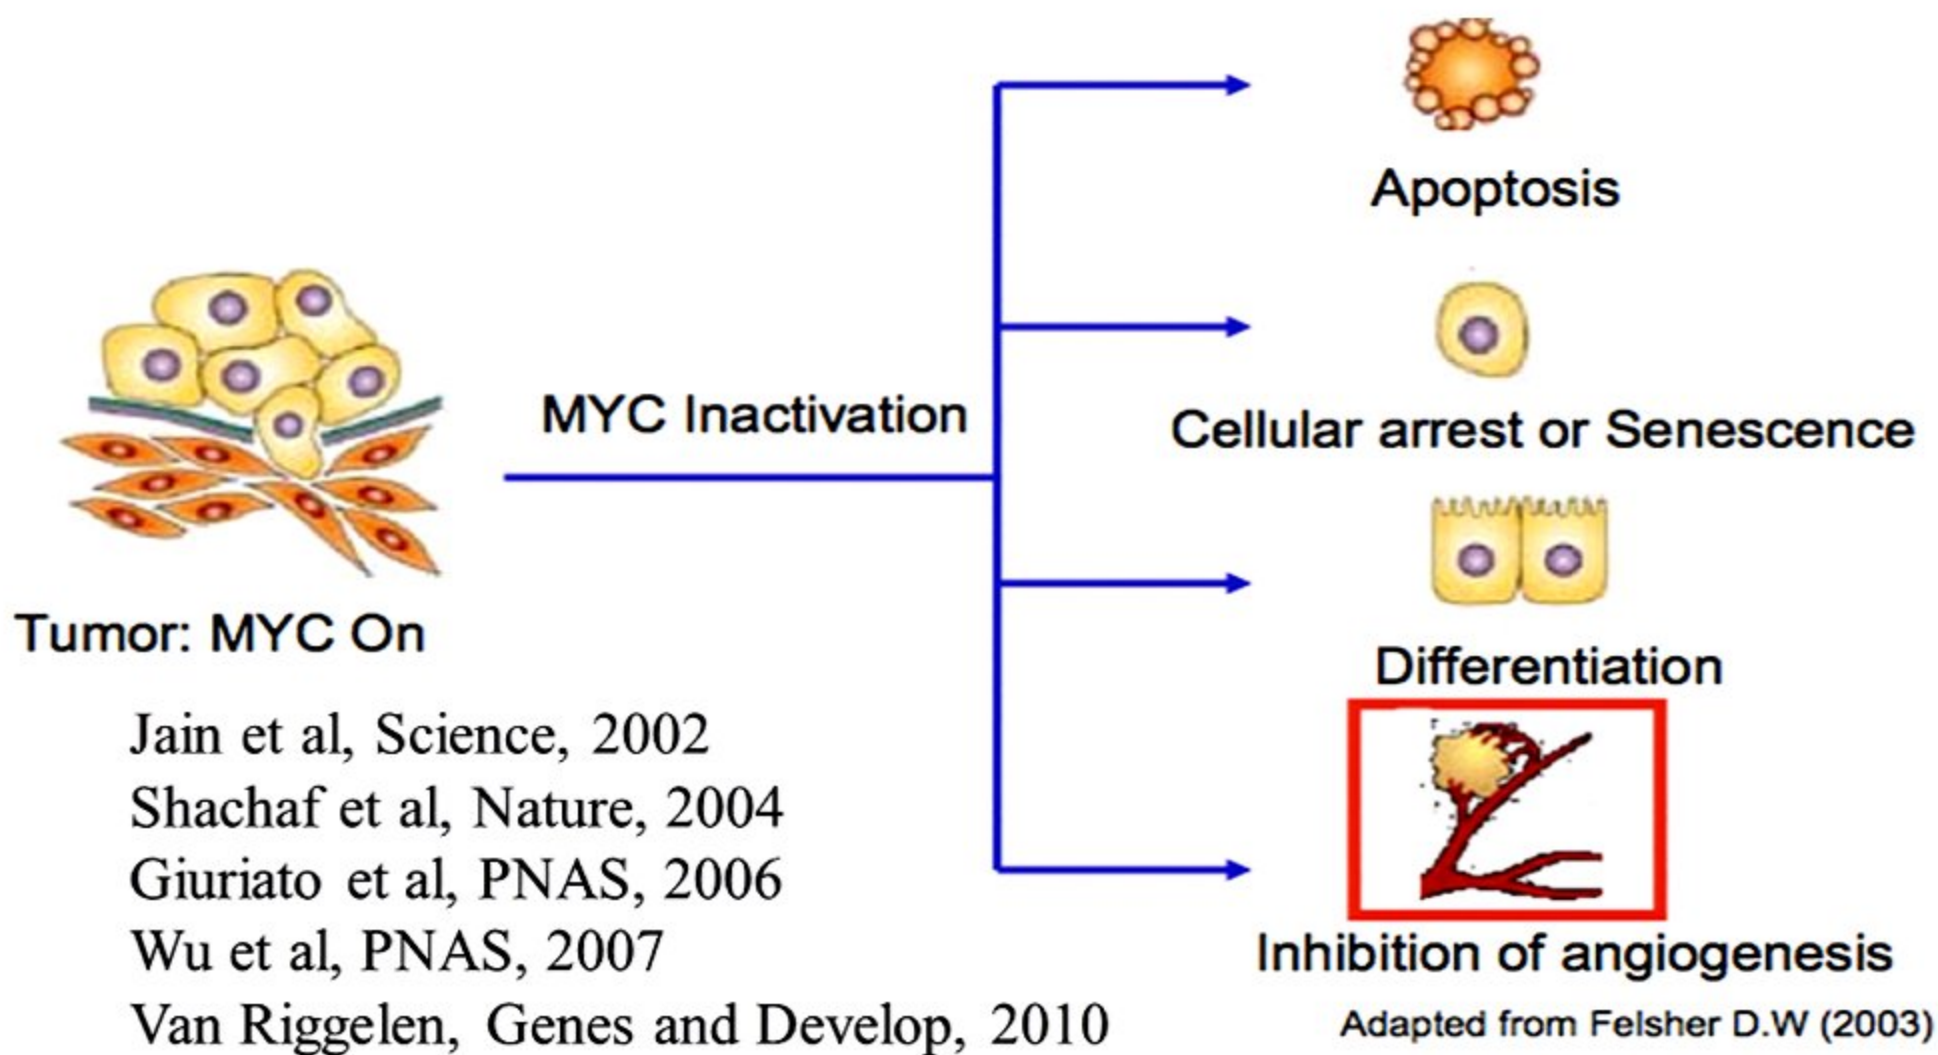 Apoptosis
MYC Inactivation
Cellular arrest or Senescence
Tumor: MYC On
Differentiation
Jain et al, Science, 2002
Shachaf et al, Nature, 2004
Giuriato et al, PNAS, 2006
Wu et al, PNAS, 2007
Van Riggelen, Genes and Develop, 2010
Inhibition of angiogenesis
Adapted from Felsher D.W (2003)